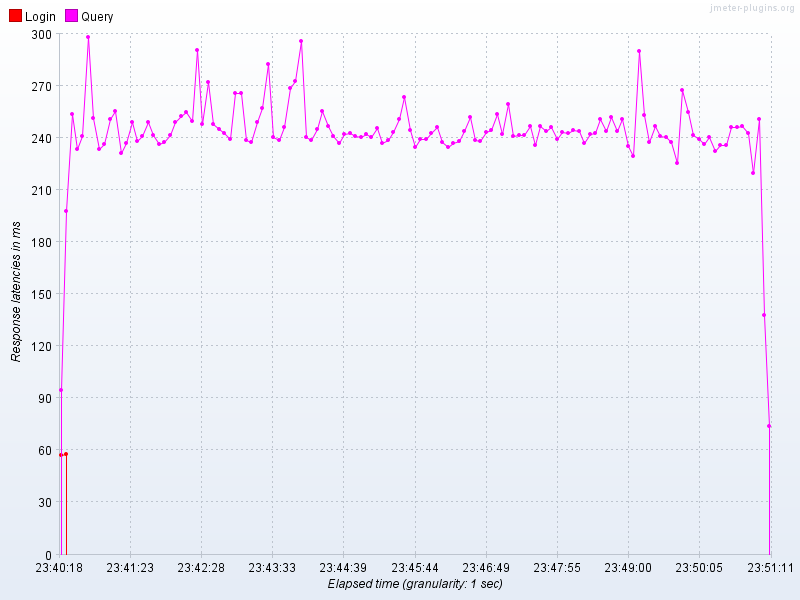 jmeter-plugins.org
Login Query
300
270
240
210
180
150
120
90
60
30
0
Response latencies in ms
23:40:18 23:41:23 23:42:28 23:43:33 23:44:39 23:45:44 23:46:49 23:47:55 23:49:00 23:50:05 23:51:11
Elapsed time (granularity: 1 sec)